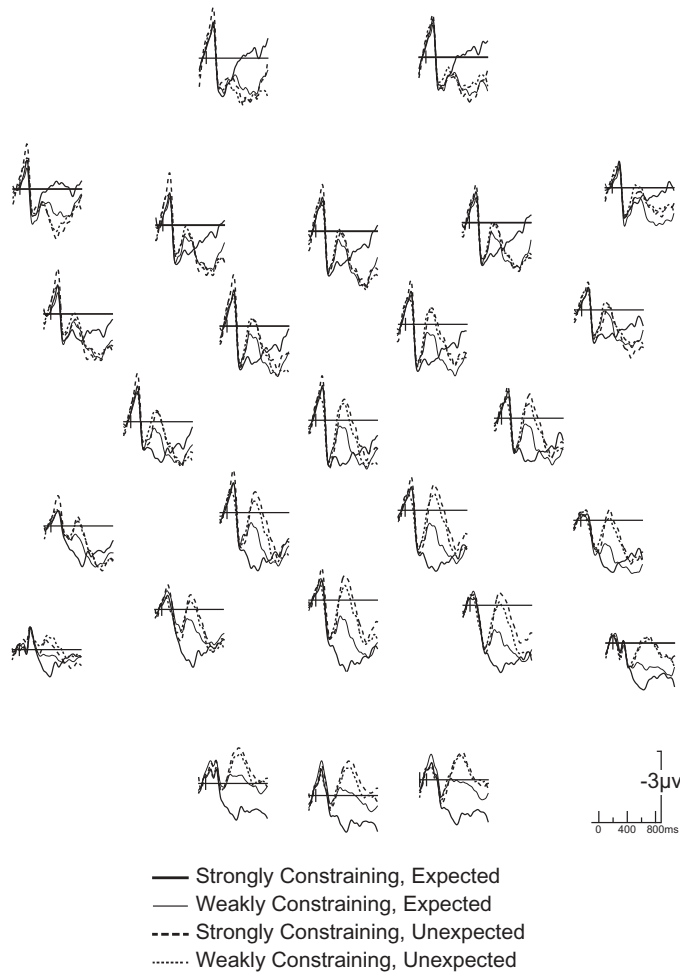 -3µv
0 400 800ms
Strongly Constraining, Expected
Weakly Constraining, Expected
Strongly Constraining, Unexpected
Weakly Constraining, Unexpected